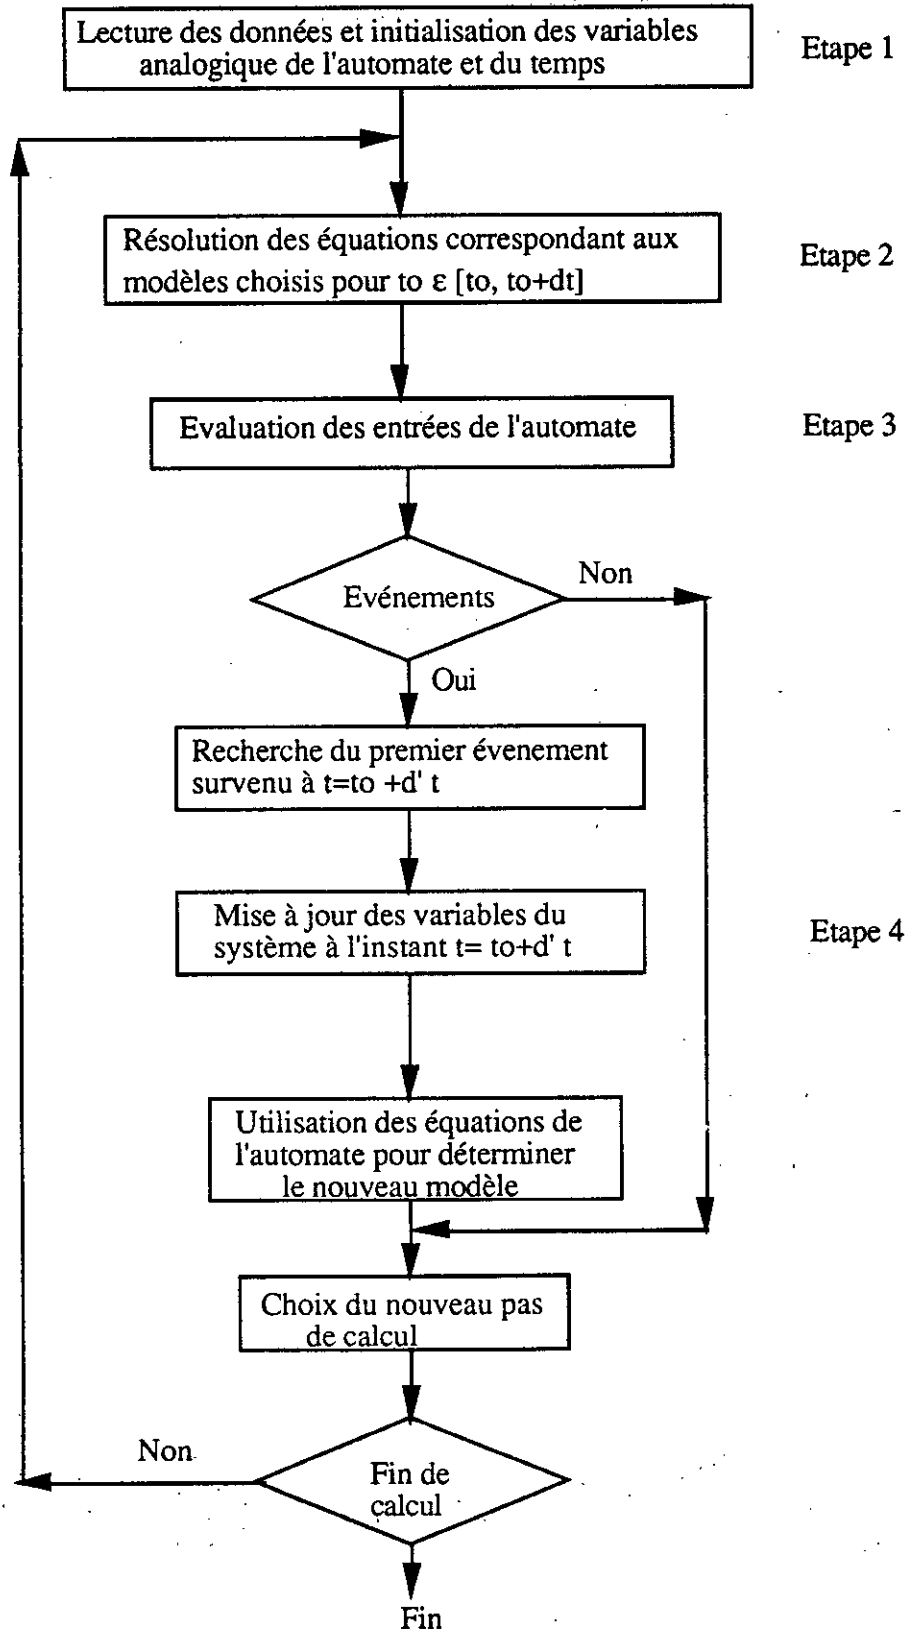 Lecture des données et initialisation des variables
analogique de l'automate et du temps
Etape 1
Résolution des équations correspondant aux
modèles choisis pour to ε [to, to+dt]
Etape 2
Evaluation des entrées de l'automate
Etape 3
Evénements
Non
Oui
Recherche du premier évenement
survenu à t=to +d' t
Mise à jour des variables du
système à l'instant t= to+d' t
Etape 4
Utilisation des équations de
l'automate pour déterminer
le nouveau modèle
Choix du nouveau pas
de calcul
Non
Fin de
calcul
Fin